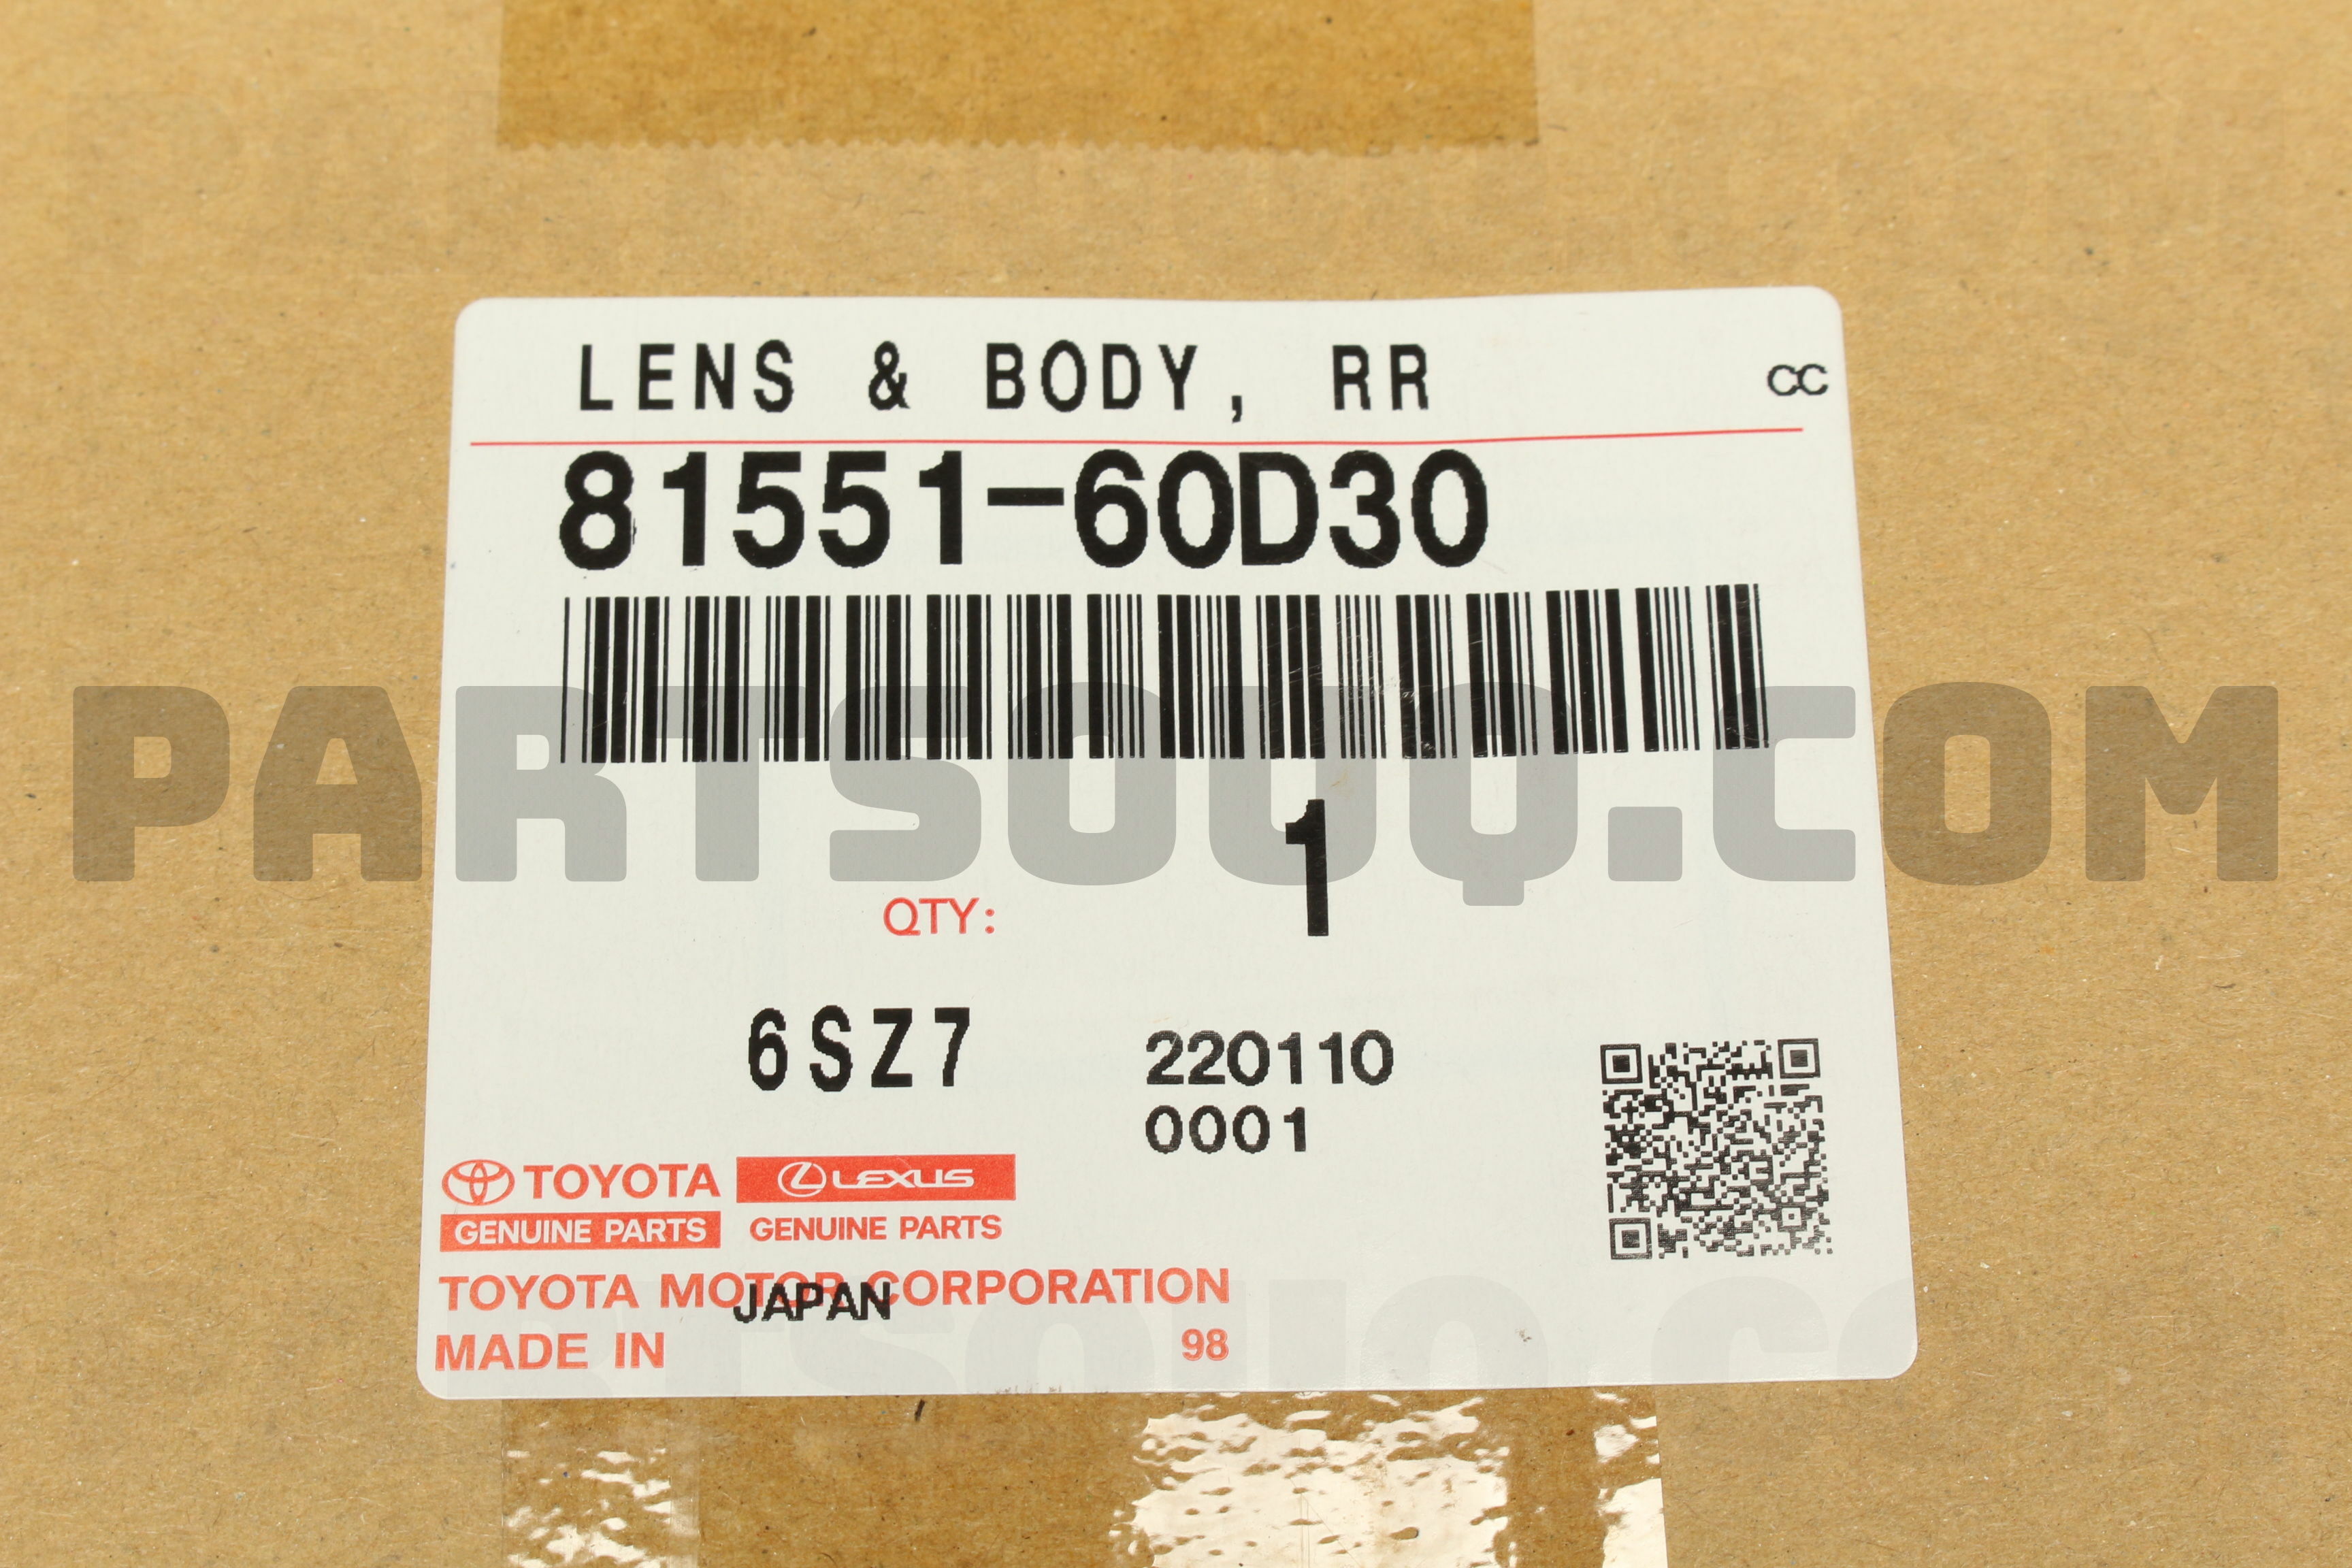 LENS & BODY, RR
CC
81551-60D30
PARTSOUQ.COM
QTY: 1
6SZ7
220110
0001
TOYOTA
GENUINE PARTS
LEXUS
GENUINE PARTS
TOYOTA MOTOR CORPORATION
JAPAN
MADE IN
98